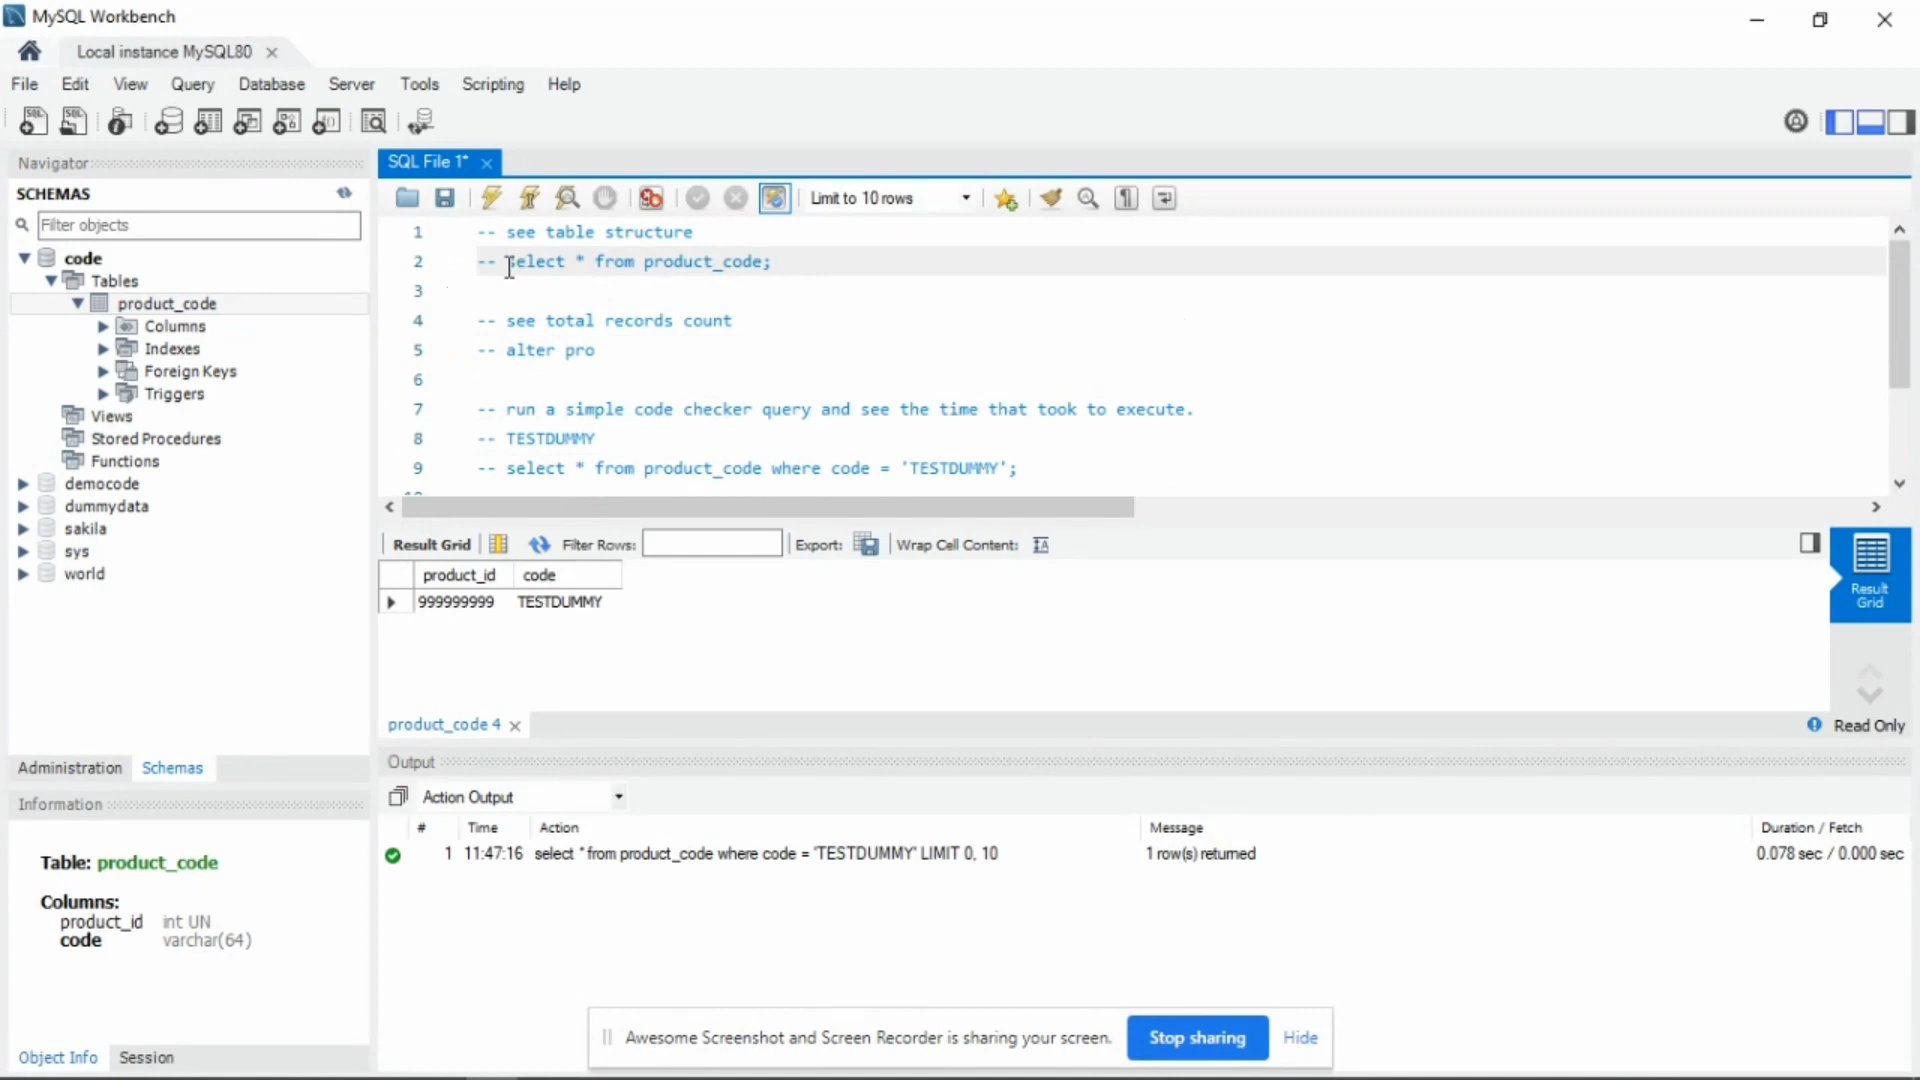 MySQL Workbench
Local instance MySQL80
File Edit View Query Database Server Tools Scripting Help
Navigator
SCHEMAS
Filter objects
code
Tables
product_code
Columns
Indexes
Foreign Keys
Triggers
Views
Stored Procedures
Functions
democode
dummydata
sakila
sys
world
Administration Schemas
Information
Table: product_code
Columns:
product_id int UN
code varchar(64)
Object Info Session
SQL File 1*
Limit to 10 rows
1 -- see table structure
2 -- select * from product_code;
3
4 -- see total records count
5 -- alter pro
6
7 -- run a simple code checker query and see the time that took to execute.
8 -- TESTDUMMY
9 -- select * from product_code where code = 'TESTDUMMY';
Result Grid Filter Rows: Export: Wrap Cell Content:
product_id code
999999999 TESTDUMMY
Result
Grid
product_code 4
Read Only
Output
Action Output
# Time Action Message Duration / Fetch
1 11:47:16 select * from product_code where code = 'TESTDUMMY' LIMIT 0, 10 1 row(s) returned 0.078 sec / 0.000 sec
Awesome Screenshot and Screen Recorder is sharing your screen. Stop sharing Hide